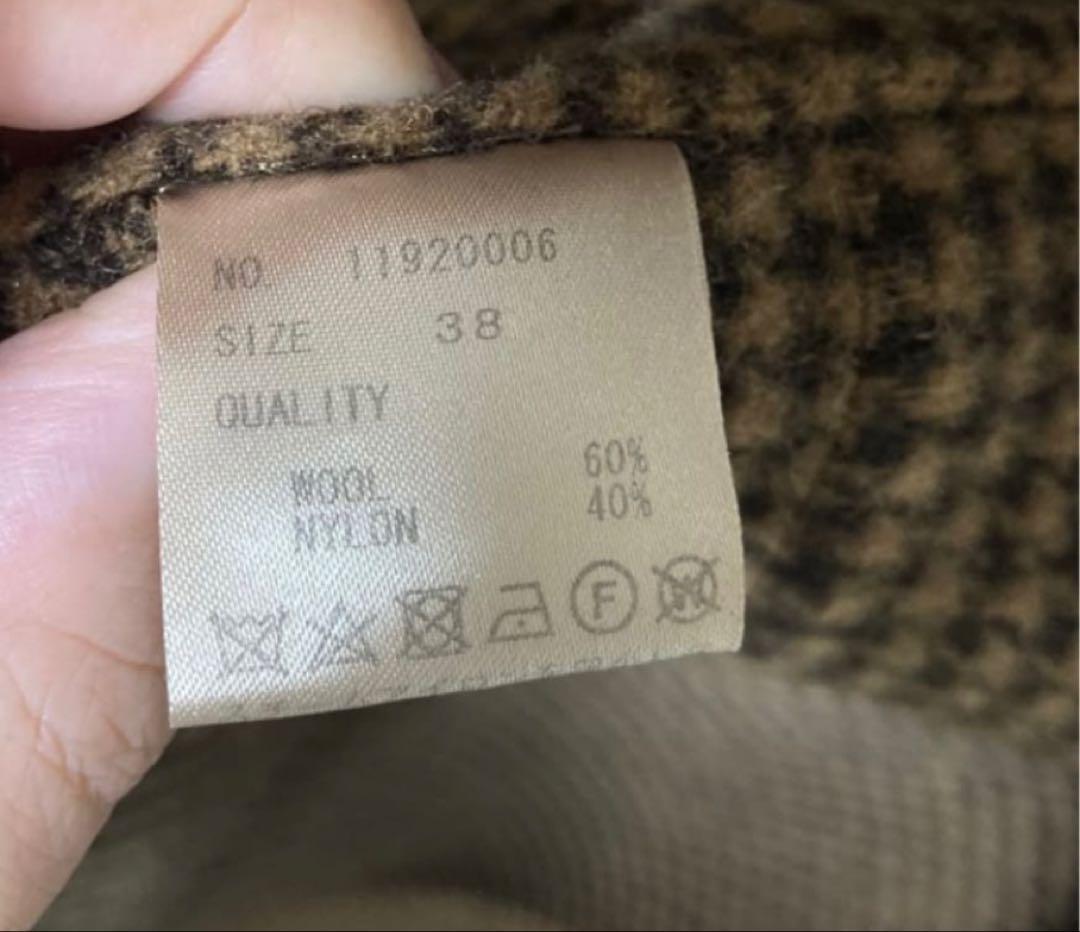 NO. 11920006
SIZE 38
QUALITY
WOOL 60%
NYLON 40%
F W